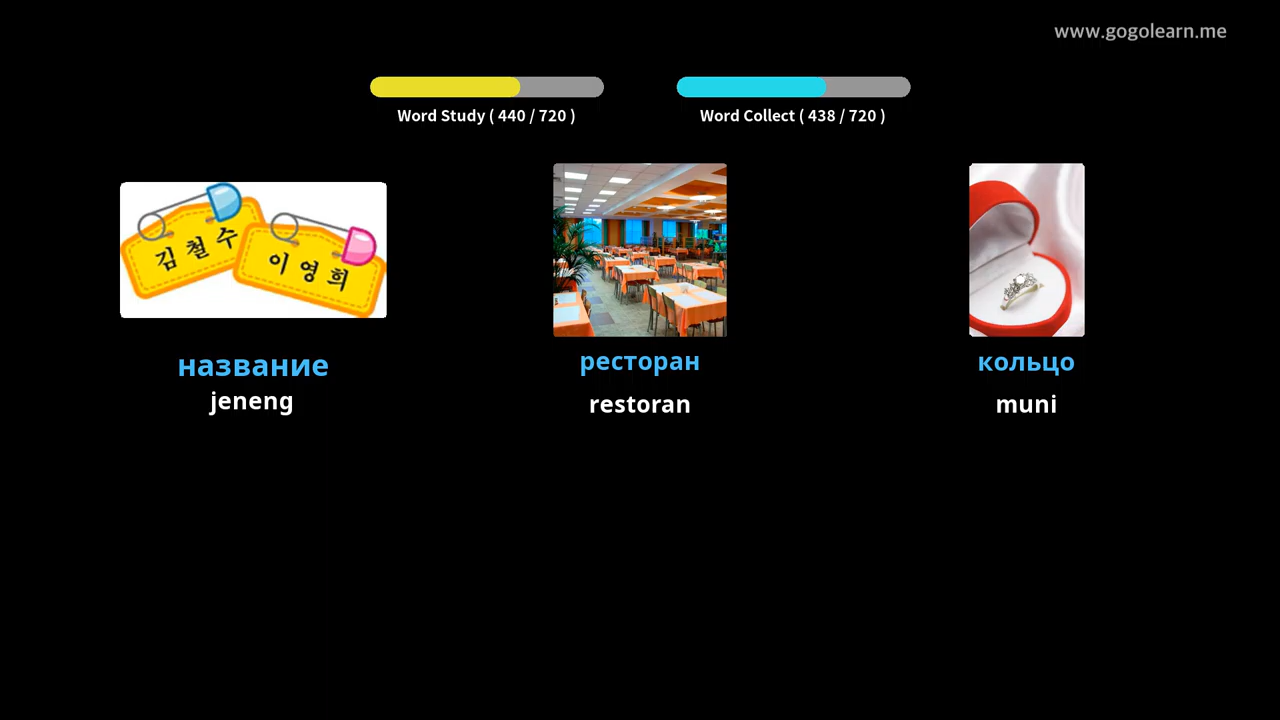 www.gogolearn.me
Word Study ( 440 / 720 )
Word Collect ( 438 / 720 )
김철수
이영희
название
jeneng
ресторан
restoran
кольцо
muni